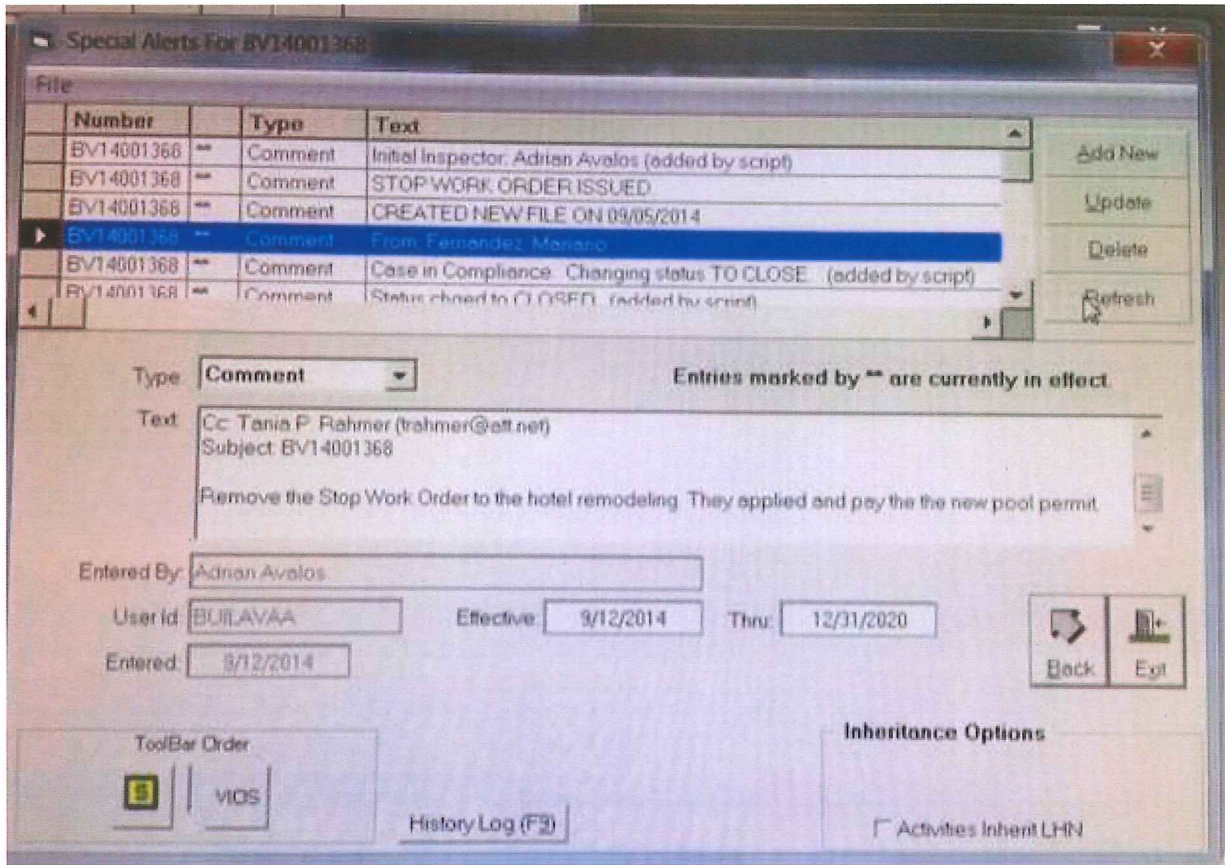 Special Alerts For BV14001368
File
Number Type Text
BV14001368 ** Comment Initial Inspector: Adrian Avalos (added by script)
BV14001368 ** Comment STOP WORK ORDER ISSUED
BV14001368 ** Comment CREATED NEW FILE ON 09/05/2014
BV14001368 ** Comment From: Fernandez, Mariano
BV14001368 ** Comment Case in Compliance. Changing status TO CLOSE (added by script)
BV14001368 ** Comment Status chged to CLOSED (added by script)
Add New
Update
Delete
Refresh
Type Comment
Entries marked by ** are currently in effect.
Text Cc: Tania P. Rahmer (trahmer@att.net)
Subject: BV14001368
Remove the Stop Work Order to the hotel remodeling. They applied and pay the the new pool permit.
Entered By: Adrian Avalos
User id BUILAVAA Effective: 9/12/2014 Thru: 12/31/2020
Entered: 9/12/2014
Back Exit
ToolBar Order
S VIOS
History Log (F9)
Inheritance Options
Activities Inherit LHN